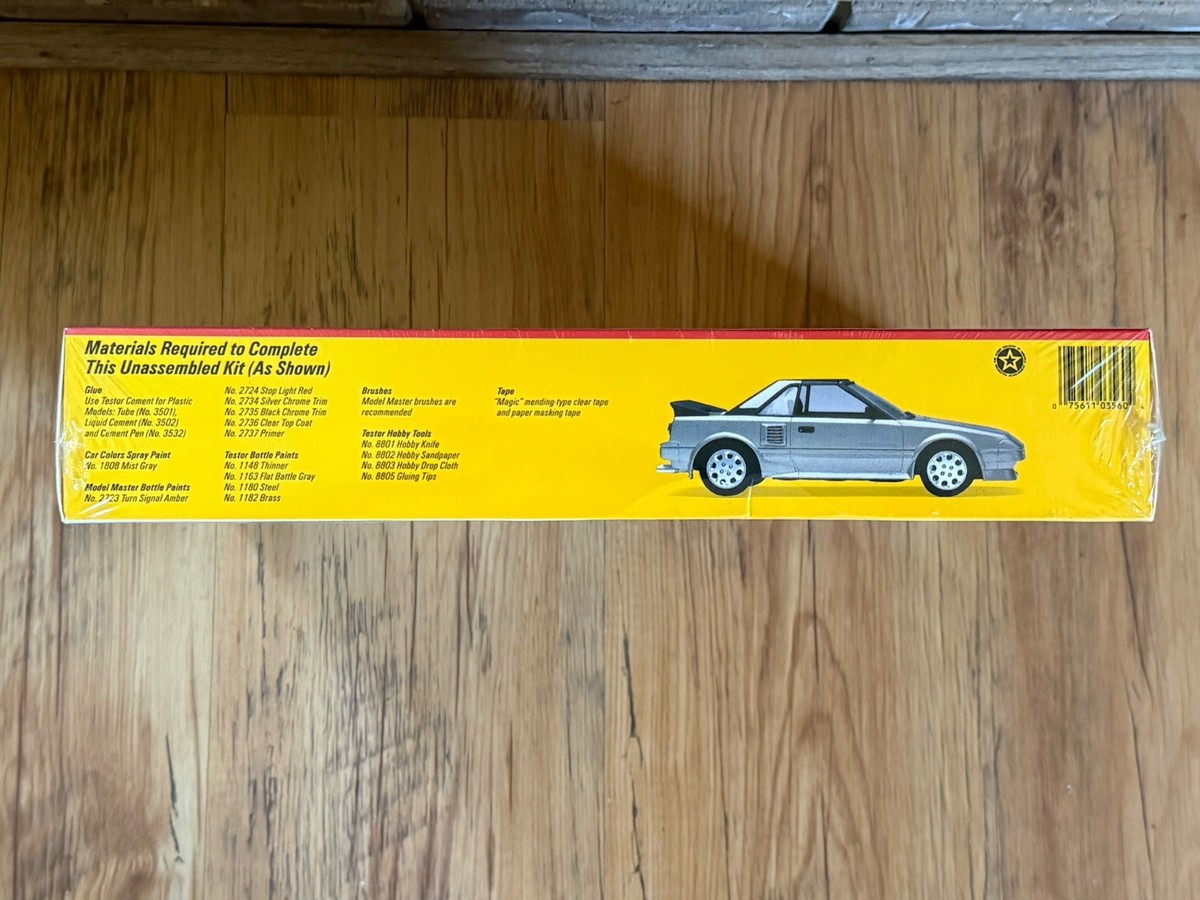 Materials Required to Complete
This Unassembled Kit (As Shown)
Glue
Use Testor Cement for Plastic
Models: Tube (No. 3501),
Liquid Cement (No. 3502)
and Cement Pen (No. 3532)
Car Colors Spray Paint
No. 1808 Mist Gray
Model Master Bottle Paints
No. 2723 Turn Signal Amber
No. 2724 Stop Light Red
No. 2734 Silver Chrome Trim
No. 2735 Black Chrome Trim
No. 2736 Clear Top Coat
No. 2737 Primer
Testor Bottle Paints
No. 1148 Thinner
No. 1163 Flat Battle Gray
No. 1180 Steel
No. 1182 Brass
Brushes
Model Master brushes are
recommended
Testor Hobby Tools
No. 8801 Hobby Knife
No. 8802 Hobby Sandpaper
No. 8803 Hobby Drop Cloth
No. 8805 Gluing Tips
Tape
"Magic" mending-type clear tape
and paper masking tape
0 75611 03560 4